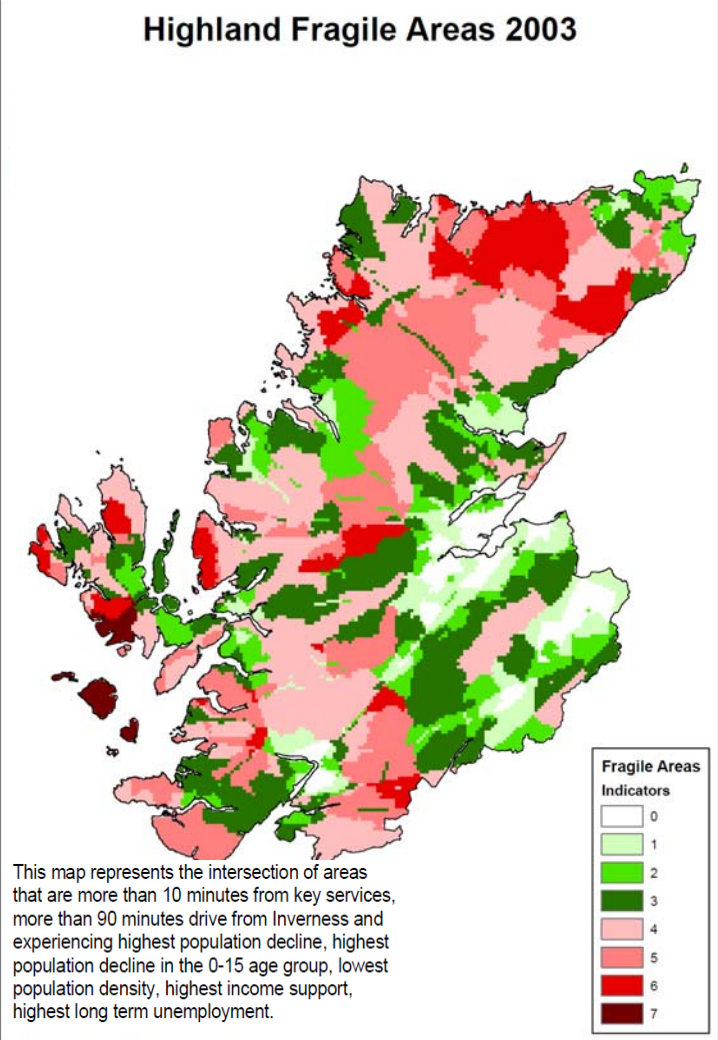 Highland Fragile Areas 2003
Fragile Areas
Indicators
0
1
2
3
4
5
6
7
This map represents the intersection of areas
that are more than 10 minutes from key services,
more than 90 minutes drive from Inverness and
experiencing highest population decline, highest
population decline in the 0-15 age group, lowest
population density, highest income support,
highest long term unemployment.